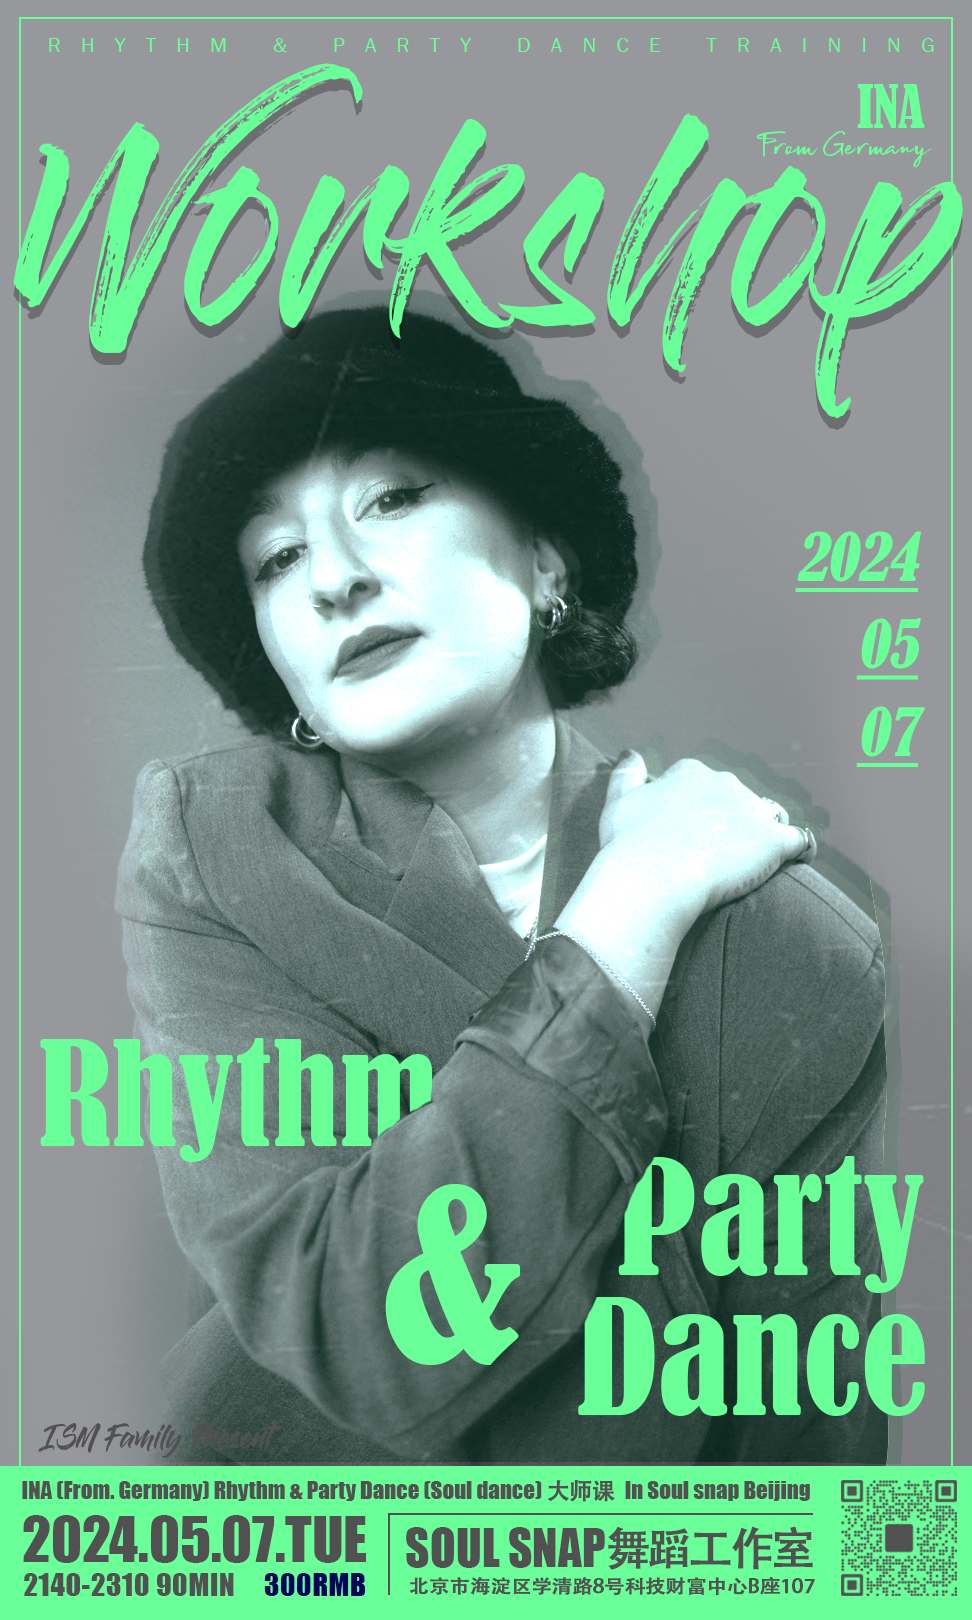 RHYTHM & PARTY DANCE TRAINING
INA
From Germany
Workshop
2024
05
07
Rhythm
&
Party
Dance
ISM Family Present
INA (From. Germany) Rhythm & Party Dance (Soul dance) 大师课 In Soul snap Beijing
2024.05.07.TUE
2140-2310 90MIN 300RMB
SOUL SNAP舞蹈工作室
北京市海淀区学清路8号科技财富中心B座107